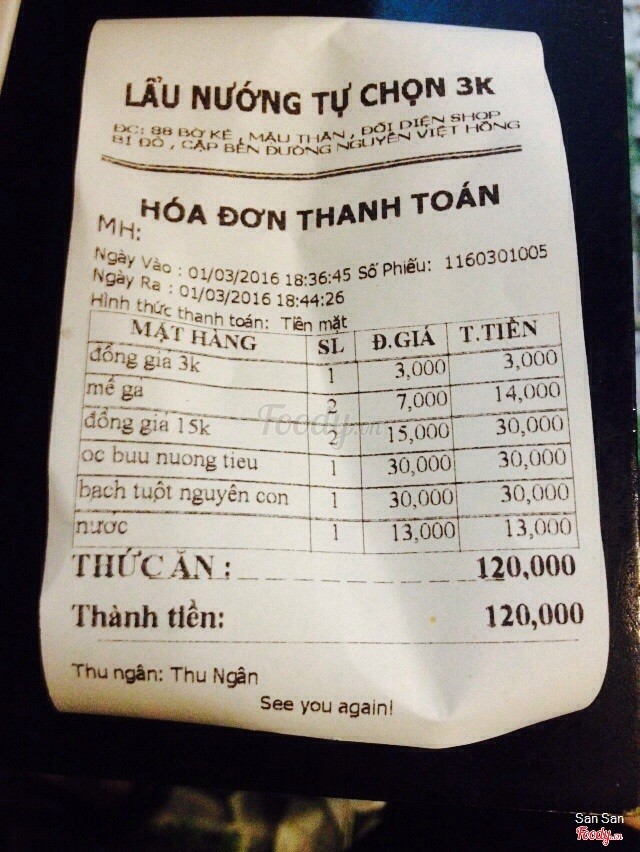 LẨU NƯỚNG TỰ CHỌN 3K
ĐC: 88 BỜ KÈ , MẬU THÂN , ĐỐI DIỆN SHOP
BÍ ĐỎ , CẶP BÊN ĐƯỜNG NGUYỄN VIỆT HỒNG
HÓA ĐƠN THANH TOÁN
MH:
Ngày Vào : 01/03/2016 18:36:45 Số Phiếu: 1160301005
Ngày Ra : 01/03/2016 18:44:26
Hình thức thanh toán: Tiền mặt
MẶT HÀNG SL Đ.GIÁ T.TIỀN
đồng giá 3k 1 3,000 3,000
mề gà 2 7,000 14,000
đồng giá 15k 2 15,000 30,000
oc buu nuong tieu 1 30,000 30,000
bạch tuột nguyên con 1 30,000 30,000
nước 1 13,000 13,000
THỨC ĂN : 120,000
Thành tiền: 120,000
Thu ngân: Thu Ngân
See you again!
Foody.vn
San San
Foody.vn